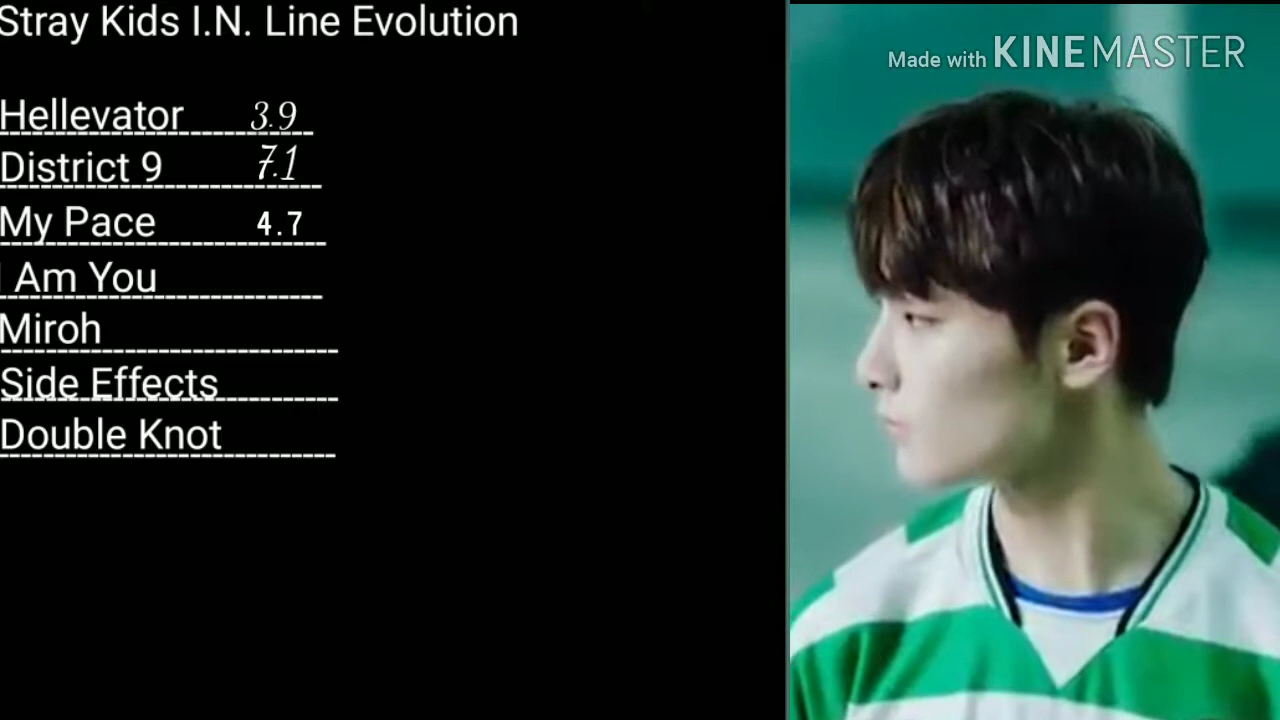 Stray Kids I.N. Line Evolution
Made with KINEMASTER
Hellevator 3.9
District 9 7.1
My Pace 4.7
I Am You
Miroh
Side Effects
Double Knot